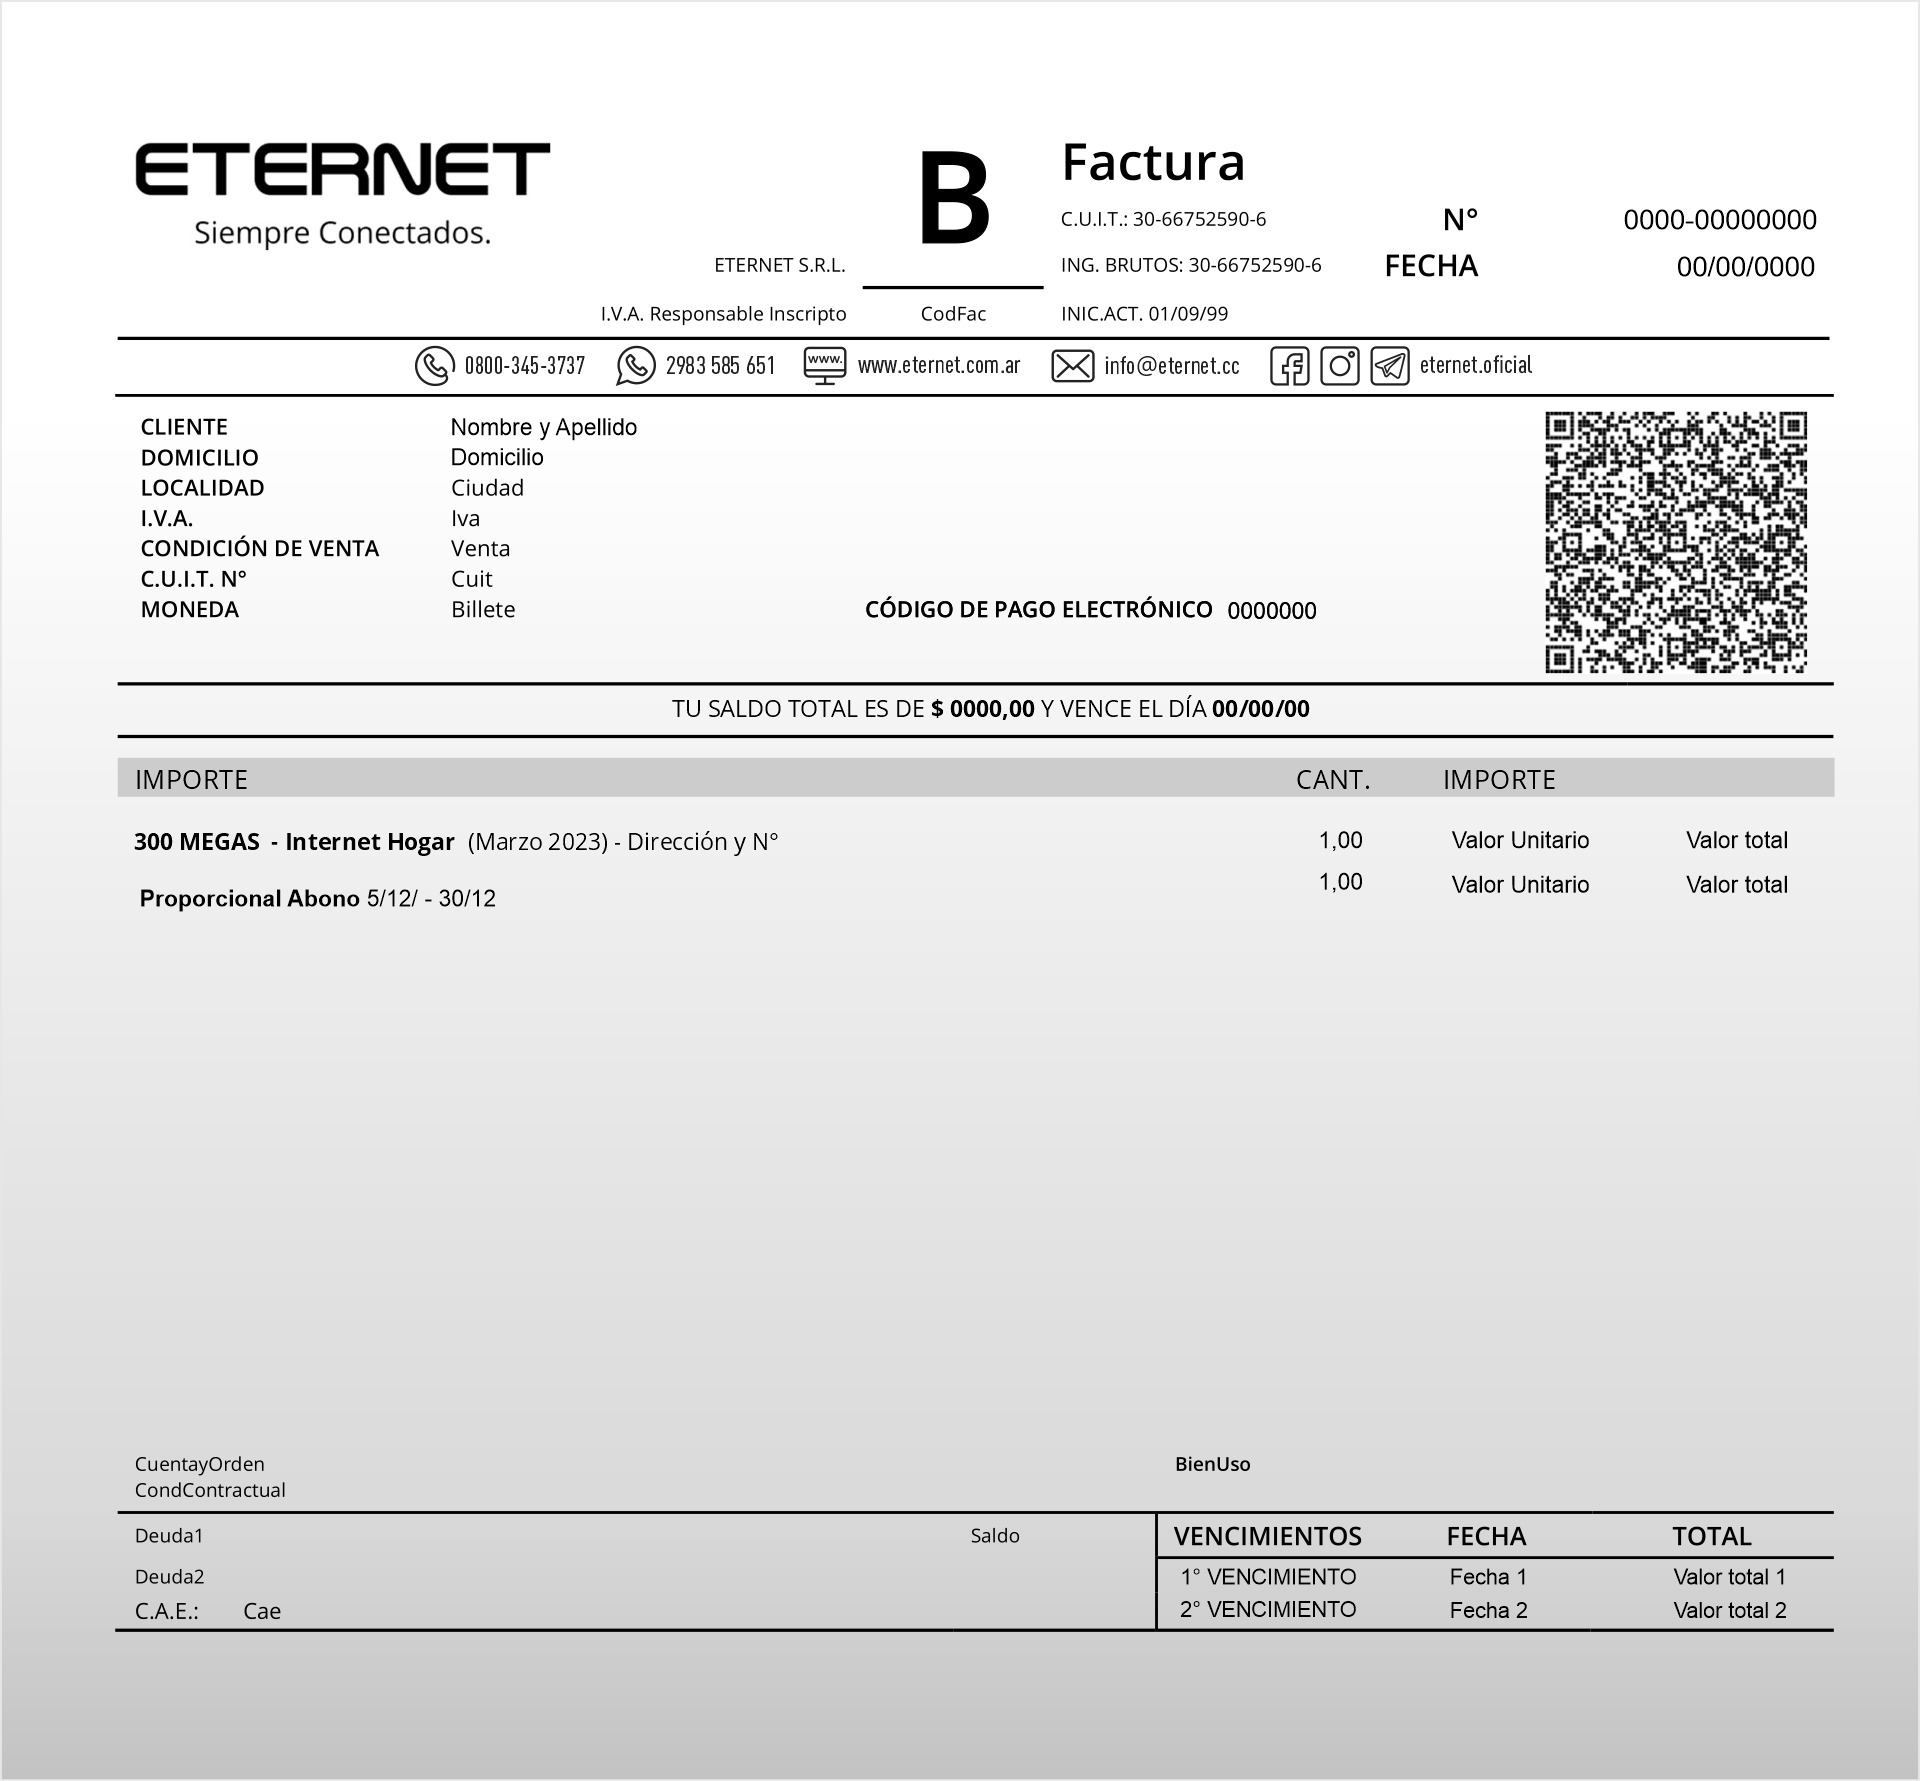 ETERNET
Siempre Conectados.
ETERNET S.R.L.
I.V.A. Responsable Inscripto
B
CodFac
Factura
C.U.I.T.: 30-66752590-6
ING. BRUTOS: 30-66752590-6
INIC.ACT. 01/09/99
N° 0000-00000000
FECHA 00/00/0000
0800-345-3737 2983 585 651 www. www.eternet.com.ar info@eternet.cc eternet.oficial
CLIENTE Nombre y Apellido
DOMICILIO Domicilio
LOCALIDAD Ciudad
I.V.A. Iva
CONDICIÓN DE VENTA Venta
C.U.I.T. N° Cuit
MONEDA Billete CÓDIGO DE PAGO ELECTRÓNICO 0000000
TU SALDO TOTAL ES DE $ 0000,00 Y VENCE EL DÍA 00/00/00
IMPORTE CANT. IMPORTE
300 MEGAS - Internet Hogar (Marzo 2023) - Dirección y N° 1,00 Valor Unitario Valor total
Proporcional Abono 5/12/ - 30/12 1,00 Valor Unitario Valor total
CuentayOrden BienUso
CondContractual
Deuda1 Saldo
Deuda2
C.A.E.: Cae
VENCIMIENTOS FECHA TOTAL
1° VENCIMIENTO Fecha 1 Valor total 1
2° VENCIMIENTO Fecha 2 Valor total 2